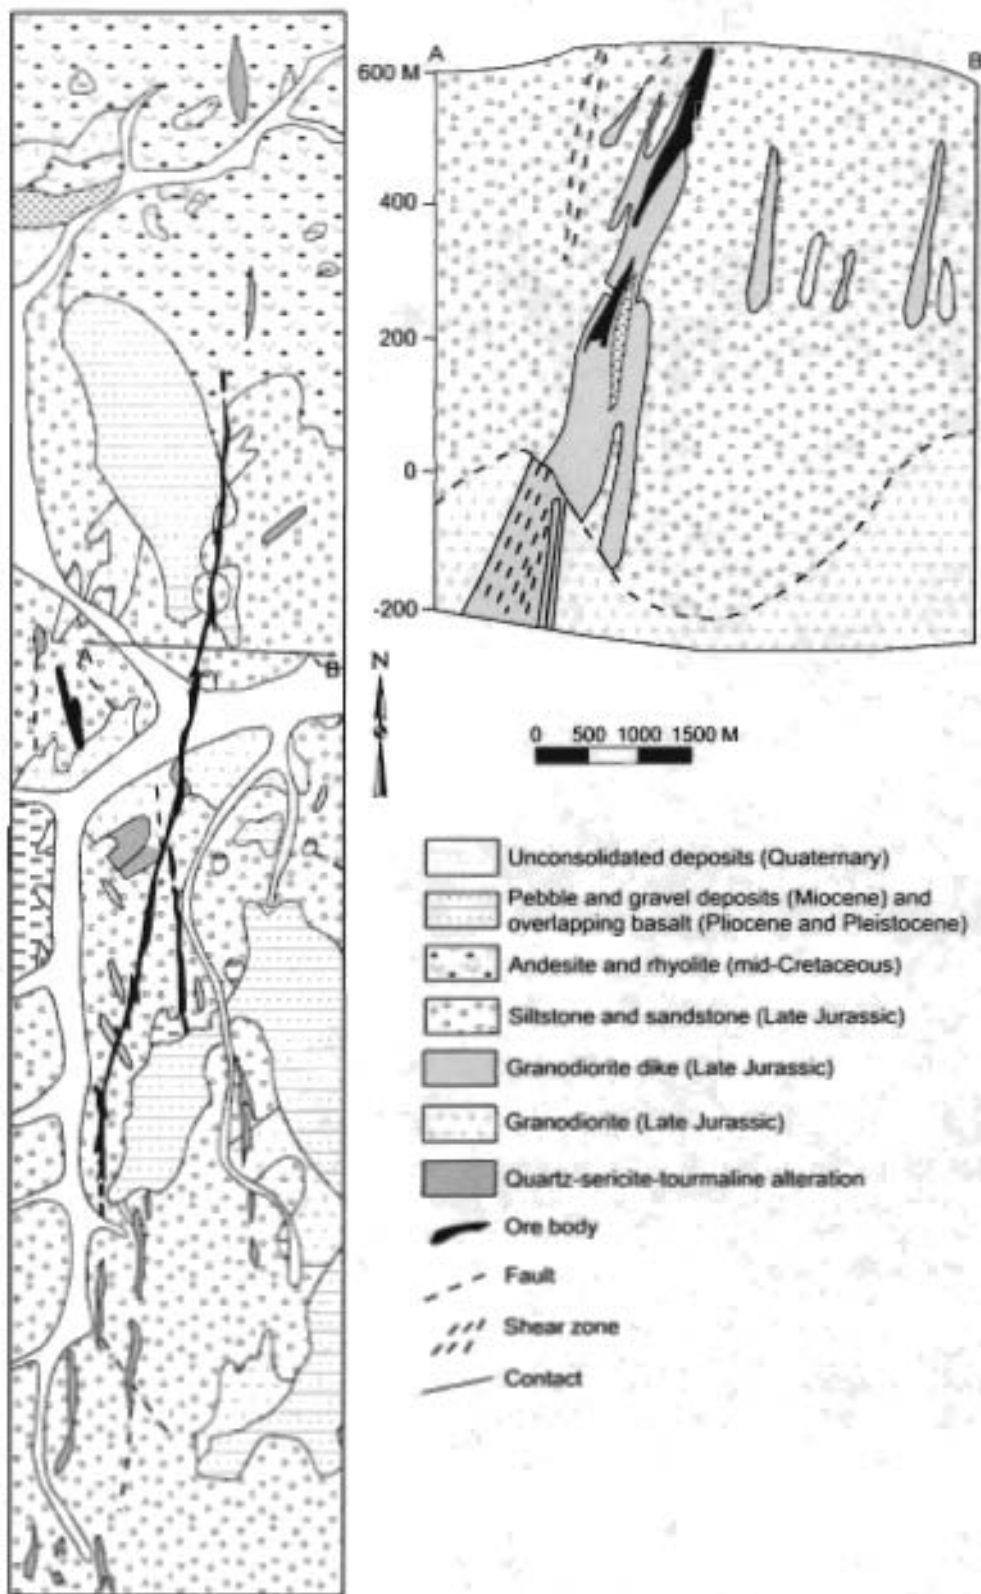 A
B
600 M
400
200
0
-200
A
B
N
0 500 1000 1500 M
Unconsolidated deposits (Quaternary)
Pebble and gravel deposits (Miocene) and
overlapping basalt (Pliocene and Pleistocene)
Andesite and rhyolite (mid-Cretaceous)
Siltstone and sandstone (Late Jurassic)
Granodiorite dike (Late Jurassic)
Granodiorite (Late Jurassic)
Quartz-sericite-tourmaline alteration
Ore body
Fault
Shear zone
Contact